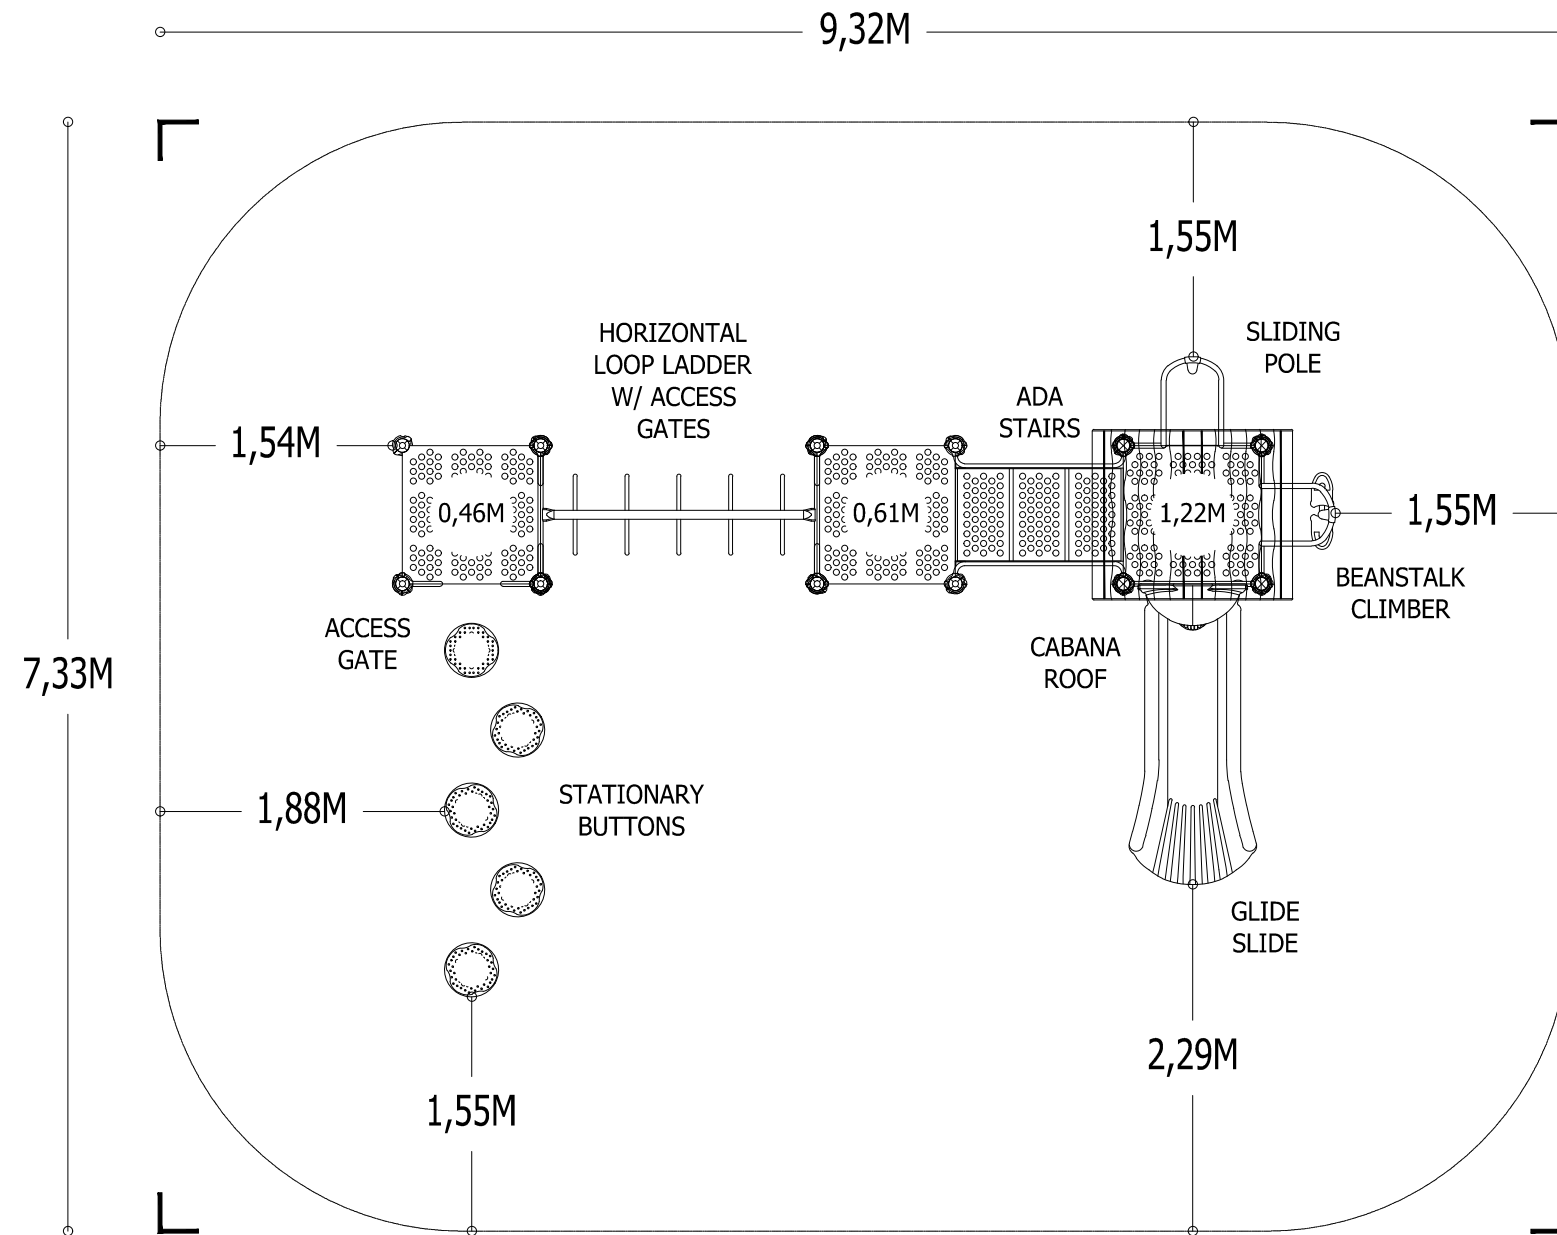 9,32M
1,55M
HORIZONTAL
LOOP LADDER
W/ ACCESS
GATES
SLIDING
POLE
ADA
STAIRS
1,54M
0,46M
0,61M
1,22M
1,55M
BEANSTALK
CLIMBER
ACCESS
GATE
CABANA
ROOF
7,33M
1,88M
STATIONARY
BUTTONS
GLIDE
SLIDE
2,29M
1,55M